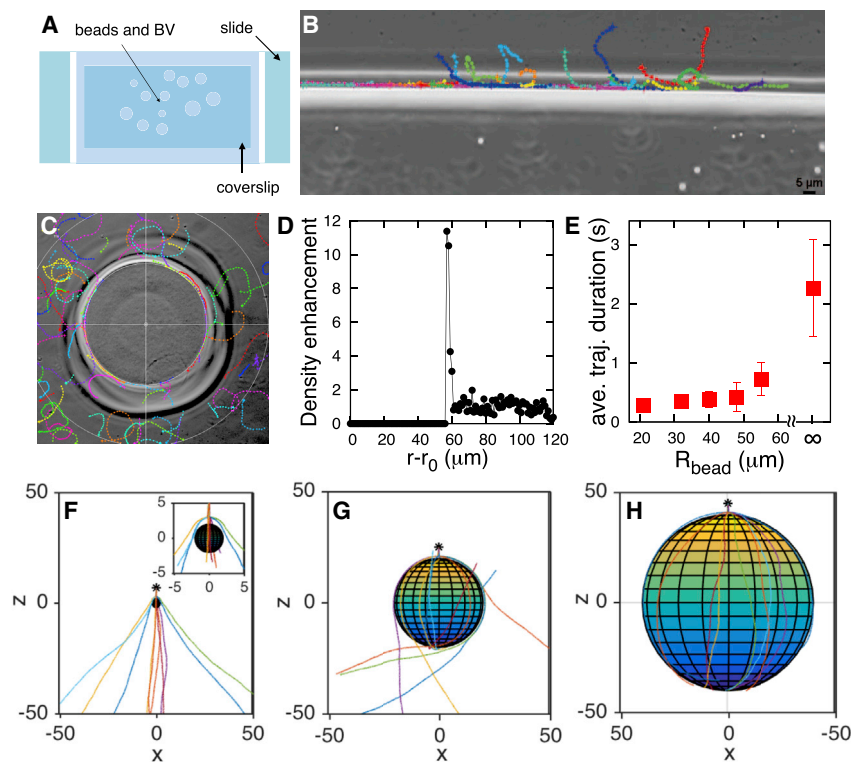 A
beads and BV
slide
coverslip
B
5 μm
C
D
Density enhancement
12
10
8
6
4
2
0
0 20 40 60 80 100 120
r-r0 (μm)
E
ave. traj. duration (s)
3
2
1
0
20 30 40 50 60 ∞
Rbead (μm)
F
50
0
-50
z
-50 0 50
x
5
0
-5
-5 0 5
G
50
0
-50
z
-50 0 50
x
H
50
0
-50
z
-50 0 50
x